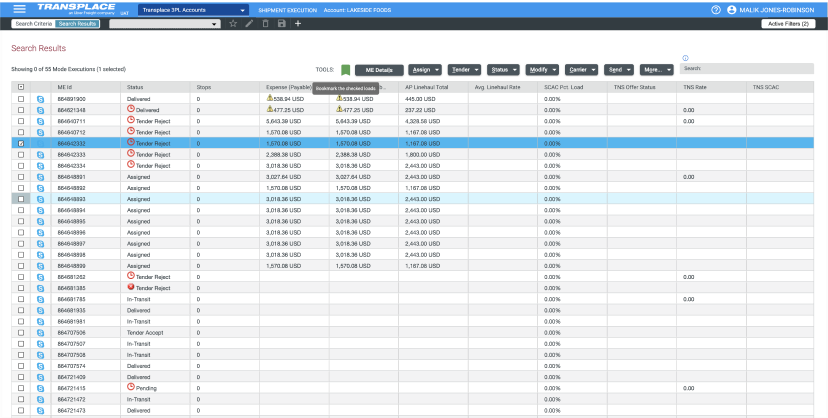 TRANSPLACE
an Uber Freight company UAT
Transplace 3PL Accounts
SHIPMENT EXECUTION Account: LAKESIDE FOODS
MALIK JONES-ROBINSON
Search Criteria Search Results
Active Filters (2)
Search Results
Showing 0 of 55 Mode Executions (1 selected)
TOOLS: ME Details Assign Tender Status Modify Carrier Send More... Search:
Bookmark the checked loads
ME Id Status Stops Expense (Payable) AP Linehaul Total Avg. Linehaul Rate SCAC Pct. Load TNS Offer Status TNS Rate TNS SCAC
864891900 Delivered 0 538.94 USD 538.94 USD 445.00 USD 0.00%
864621348 Delivered 0 477.25 USD 477.25 USD 237.22 USD 0.00% 0.00
864640711 Tender Reject 0 5,643.39 USD 5,643.39 USD 4,328.58 USD 0.00% 0.00
864640712 Tender Reject 0 1,570.08 USD 1,570.08 USD 1,167.08 USD 0.00%
864642332 Tender Reject 0 1,570.08 USD 1,570.08 USD 1,167.08 USD 0.00%
864642333 Tender Reject 0 2,388.38 USD 2,388.38 USD 1,800.00 USD 0.00%
864642334 Tender Reject 0 3,018.36 USD 3,018.36 USD 2,443.00 USD 0.00%
864648891 Assigned 0 3,027.64 USD 3,027.64 USD 2,443.00 USD 0.00% 0.00
864648892 Assigned 0 1,570.08 USD 1,570.08 USD 1,167.08 USD 0.00%
864648893 Assigned 0 3,018.36 USD 3,018.36 USD 2,443.00 USD 0.00%
864648894 Assigned 0 3,018.36 USD 3,018.36 USD 2,443.00 USD 0.00%
864648895 Assigned 0 3,018.36 USD 3,018.36 USD 2,443.00 USD 0.00%
864648896 Assigned 0 3,018.36 USD 3,018.36 USD 2,443.00 USD 0.00%
864648897 Assigned 0 3,018.36 USD 3,018.36 USD 2,443.00 USD 0.00%
864648898 Assigned 0 3,018.36 USD 3,018.36 USD 2,443.00 USD 0.00%
864648899 Assigned 0 1,570.08 USD 1,570.08 USD 1,167.08 USD 0.00%
864681262 Tender Reject 0 0.00% 0.00
864681385 Tender Reject 0 0.00%
864681785 In-Transit 0 0.00% 0.00
864681935 Delivered 0 0.00%
864681981 In-Transit 0 0.00%
864707506 Tender Accept 0 0.00%
864707507 In-Transit 0 0.00%
864707508 In-Transit 0 0.00%
864707574 Delivered 0 0.00%
864721409 Delivered 0 0.00%
864721415 Pending 0 0.00% 0.00
864721472 In-Transit 0 0.00%
864721473 Delivered 0 0.00%